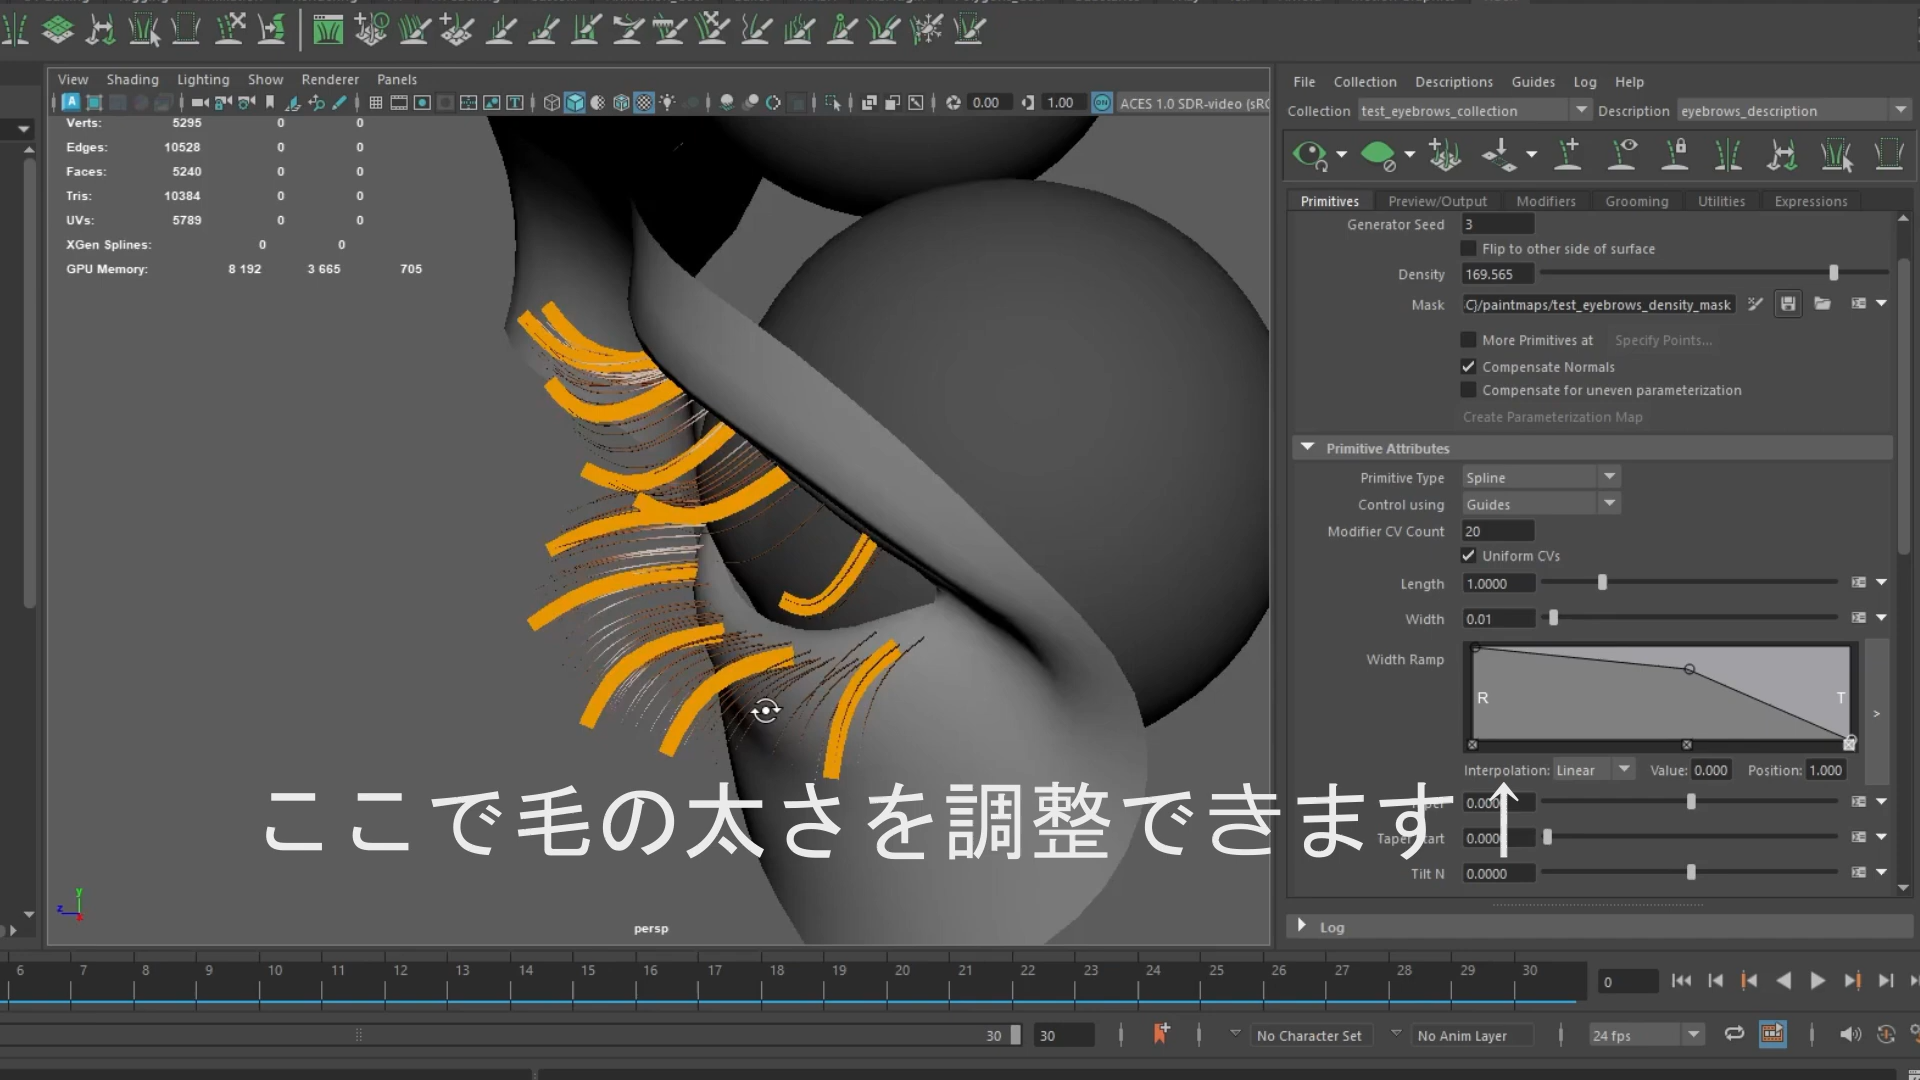 View Shading Lighting Show Renderer Panels
0.00 1.00 ACES 1.0 SDR-video (sRG
Verts: 5295 0 0
Edges: 10528 0 0
Faces: 5240 0 0
Tris: 10384 0 0
UVs: 5789 0 0
XGen Splines: 0 0
GPU Memory: 8 192 3 665 705
persp
File Collection Descriptions Guides Log Help
Collection test_eyebrows_collection Description eyebrows_description
Primitives Preview/Output Modifiers Grooming Utilities Expressions
Generator Seed 3
Flip to other side of surface
Density 169.565
Mask C}/paintmaps/test_eyebrows_density_mask
More Primitives at Specify Points...
Compensate Normals
Compensate for uneven parameterization
Create Parameterization Map
Primitive Attributes
Primitive Type Spline
Control using Guides
Modifier CV Count 20
Uniform CVs
Length 1.0000
Width 0.01
Width Ramp
R T
>
Interpolation: Linear Value: 0.000 Position: 1.000
ここで毛の太さを調整できます↑
0.0000
0.0000
Tilt N 0.0000
Log
6 7 8 9 10 11 12 13 14 15 16 17 18 19 20 21 22 23 24 25 26 27 28 29 30
0
30 30 No Character Set No Anim Layer 24 fps